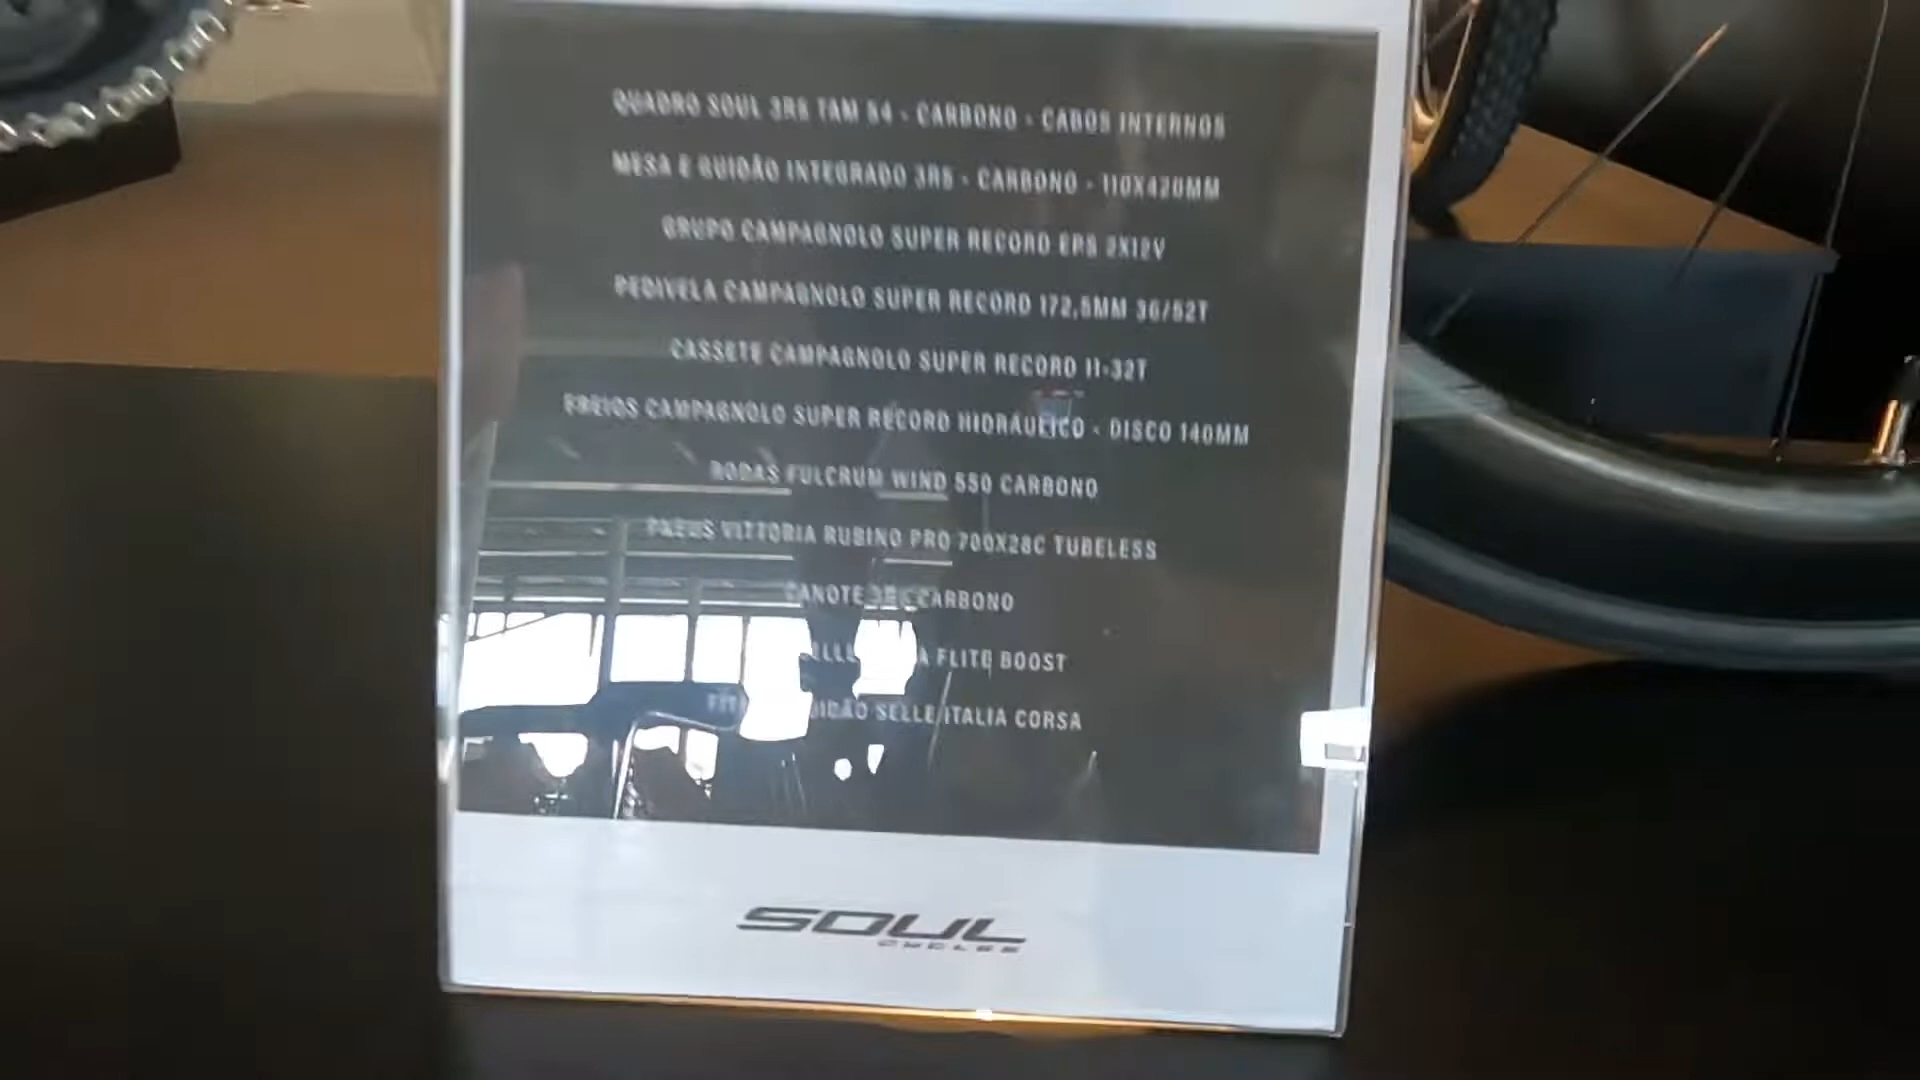 QUADRO SOUL 3R5 TAM 54 - CARBONO - CABOS INTERNOS
MESA E GUIDÃO INTEGRADO 3R5 - CARBONO - 110X420MM
GRUPO CAMPAGNOLO SUPER RECORD EPS 2X12V
PEDIVELA CAMPAGNOLO SUPER RECORD 172,5MM 36/52T
CASSETE CAMPAGNOLO SUPER RECORD 11-32T
FREIOS CAMPAGNOLO SUPER RECORD HIDRÁULICO - DISCO 140MM
RODAS FULCRUM WIND 550 CARBONO
PNEUS VITTORIA RUBINO PRO 700X28C TUBELESS
CANOTE CARBONO
FLITE BOOST
GUIDÃO SELLE ITALIA CORSA
SOUL
CYCLES